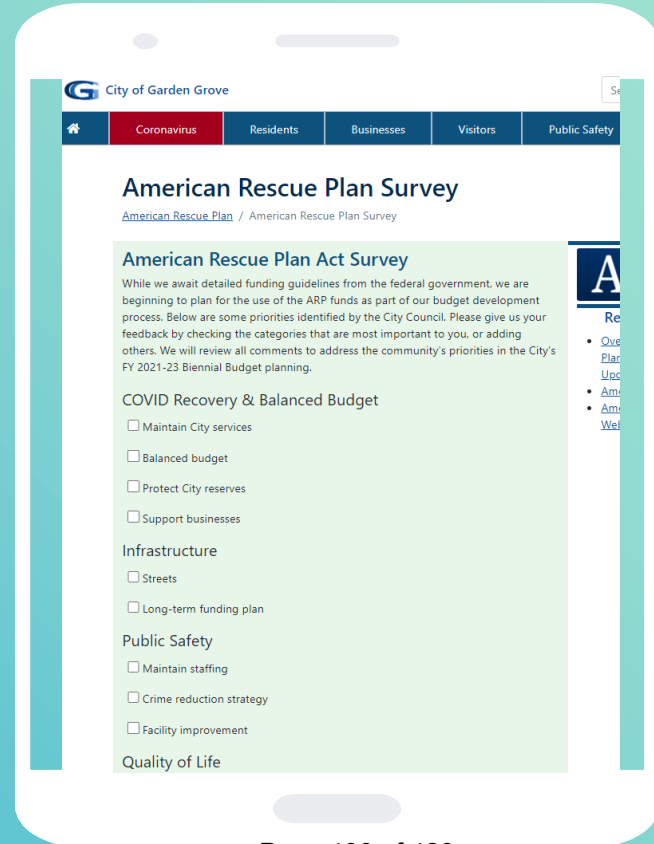 City of Garden Grove
Coronavirus Residents Businesses Visitors Public Safety
American Rescue Plan Survey
American Rescue Plan / American Rescue Plan Survey
American Rescue Plan Act Survey
While we await detailed funding guidelines from the federal government, we are
beginning to plan for the use of the ARP funds as part of our budget development
process. Below are some priorities identified by the City Council. Please give us your
feedback by checking the categories that are most important to you, or adding
others. We will review all comments to address the community's priorities in the City's
FY 2021-23 Biennial Budget planning.
COVID Recovery & Balanced Budget
Maintain City services
Balanced budget
Protect City reserves
Support businesses
Infrastructure
Streets
Long-term funding plan
Public Safety
Maintain staffing
Crime reduction strategy
Facility improvement
Quality of Life
A